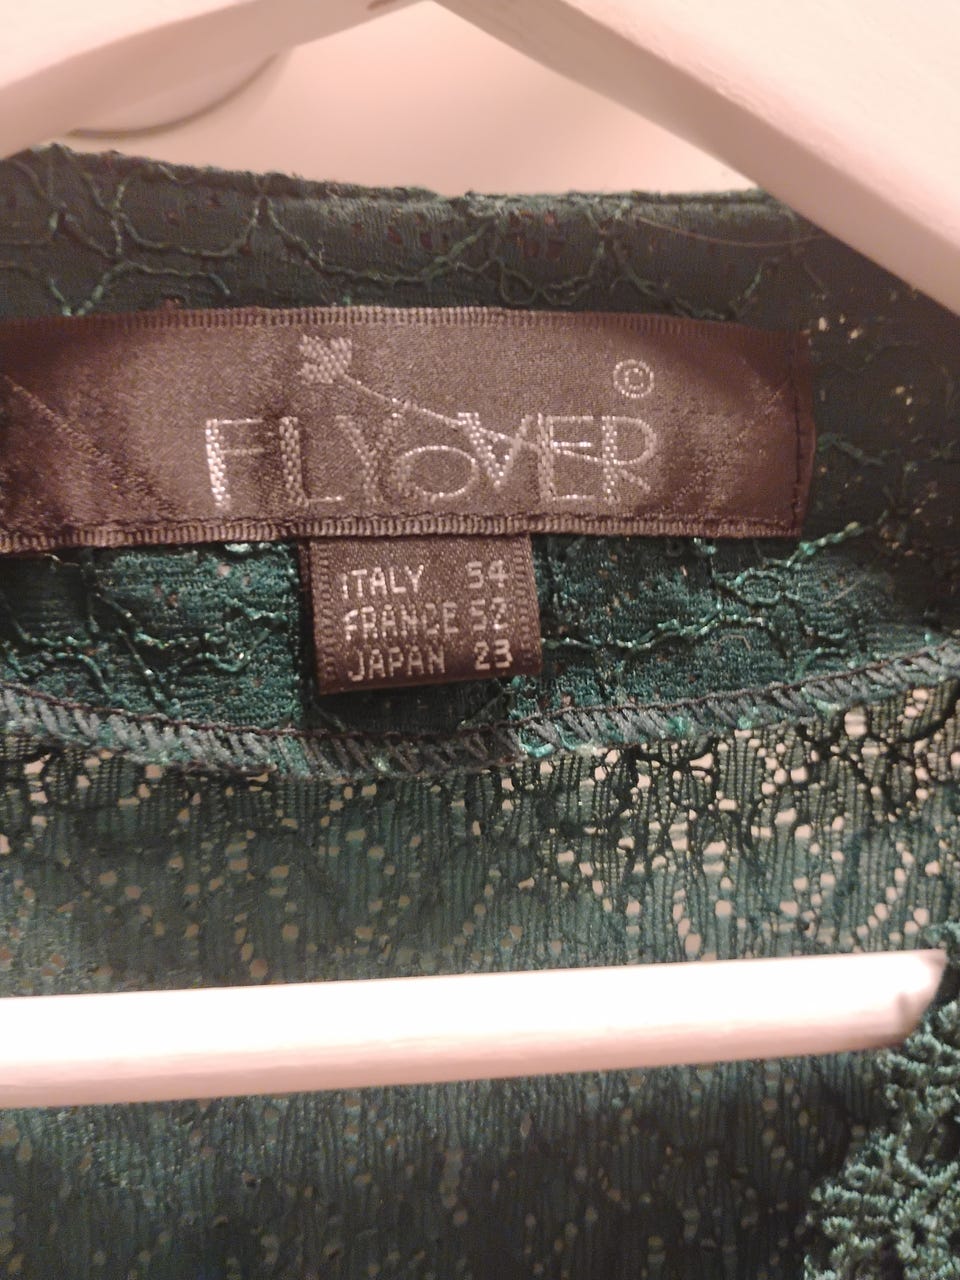 FLYOVER ©
ITALY 54
FRANCE 52
JAPAN 23